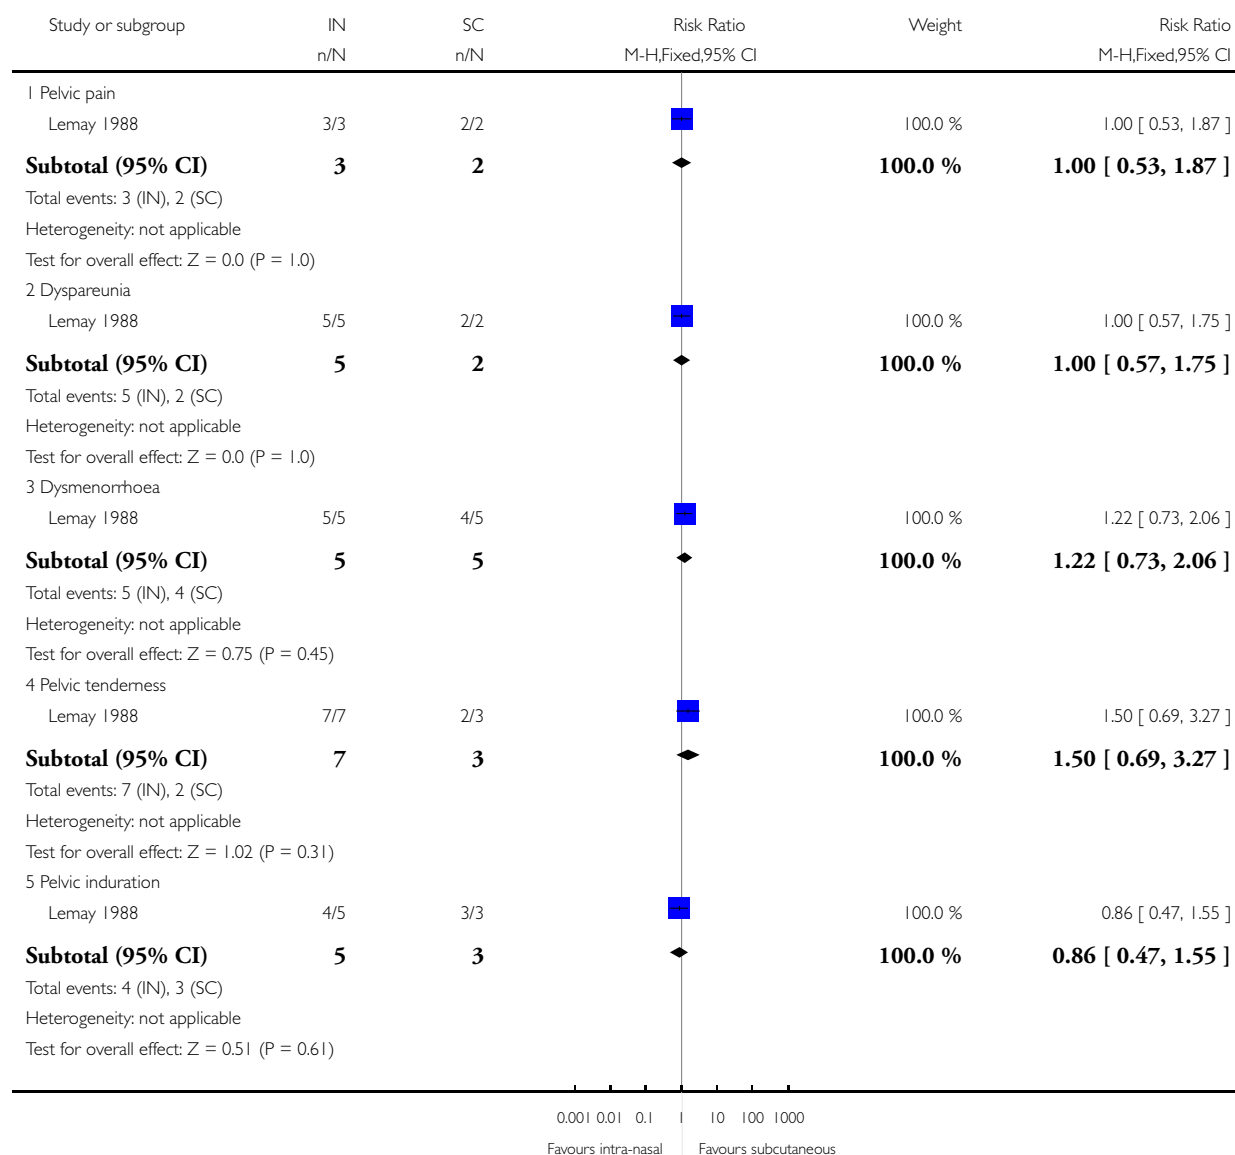 Study or subgroup IN SC Risk Ratio Weight Risk Ratio
n/N n/N M-H,Fixed,95% CI M-H,Fixed,95% CI
1 Pelvic pain
Lemay 1988 3/3 2/2 100.0 % 1.00 [ 0.53, 1.87 ]
Subtotal (95% CI) 3 2 100.0 % 1.00 [ 0.53, 1.87 ]
Total events: 3 (IN), 2 (SC)
Heterogeneity: not applicable
Test for overall effect: Z = 0.0 (P = 1.0)
2 Dyspareunia
Lemay 1988 5/5 2/2 100.0 % 1.00 [ 0.57, 1.75 ]
Subtotal (95% CI) 5 2 100.0 % 1.00 [ 0.57, 1.75 ]
Total events: 5 (IN), 2 (SC)
Heterogeneity: not applicable
Test for overall effect: Z = 0.0 (P = 1.0)
3 Dysmenorrhoea
Lemay 1988 5/5 4/5 100.0 % 1.22 [ 0.73, 2.06 ]
Subtotal (95% CI) 5 5 100.0 % 1.22 [ 0.73, 2.06 ]
Total events: 5 (IN), 4 (SC)
Heterogeneity: not applicable
Test for overall effect: Z = 0.75 (P = 0.45)
4 Pelvic tenderness
Lemay 1988 7/7 2/3 100.0 % 1.50 [ 0.69, 3.27 ]
Subtotal (95% CI) 7 3 100.0 % 1.50 [ 0.69, 3.27 ]
Total events: 7 (IN), 2 (SC)
Heterogeneity: not applicable
Test for overall effect: Z = 1.02 (P = 0.31)
5 Pelvic induration
Lemay 1988 4/5 3/3 100.0 % 0.86 [ 0.47, 1.55 ]
Subtotal (95% CI) 5 3 100.0 % 0.86 [ 0.47, 1.55 ]
Total events: 4 (IN), 3 (SC)
Heterogeneity: not applicable
Test for overall effect: Z = 0.51 (P = 0.61)
0.001 0.01 0.1 1 10 100 1000
Favours intra-nasal Favours subcutaneous